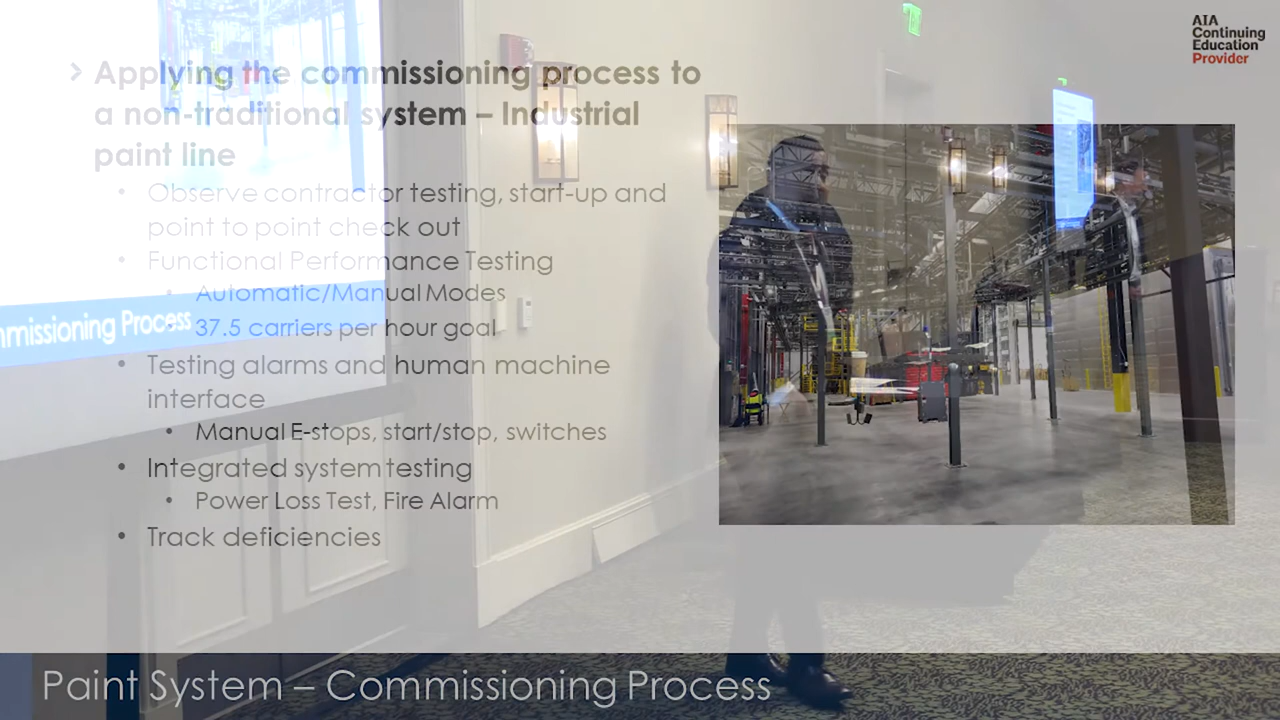 AIA
Continuing
Education
Provider
Applying the commissioning process to
a non-traditional system – Industrial
paint line
Observe contractor testing, start-up and
point to point check out
Functional Performance Testing
Automatic/Manual Modes
37.5 carriers per hour goal
Testing alarms and human machine
interface
Manual E-stops, start/stop, switches
Integrated system testing
Power Loss Test, Fire Alarm
Track deficiencies
Process
Paint System – Commissioning Process